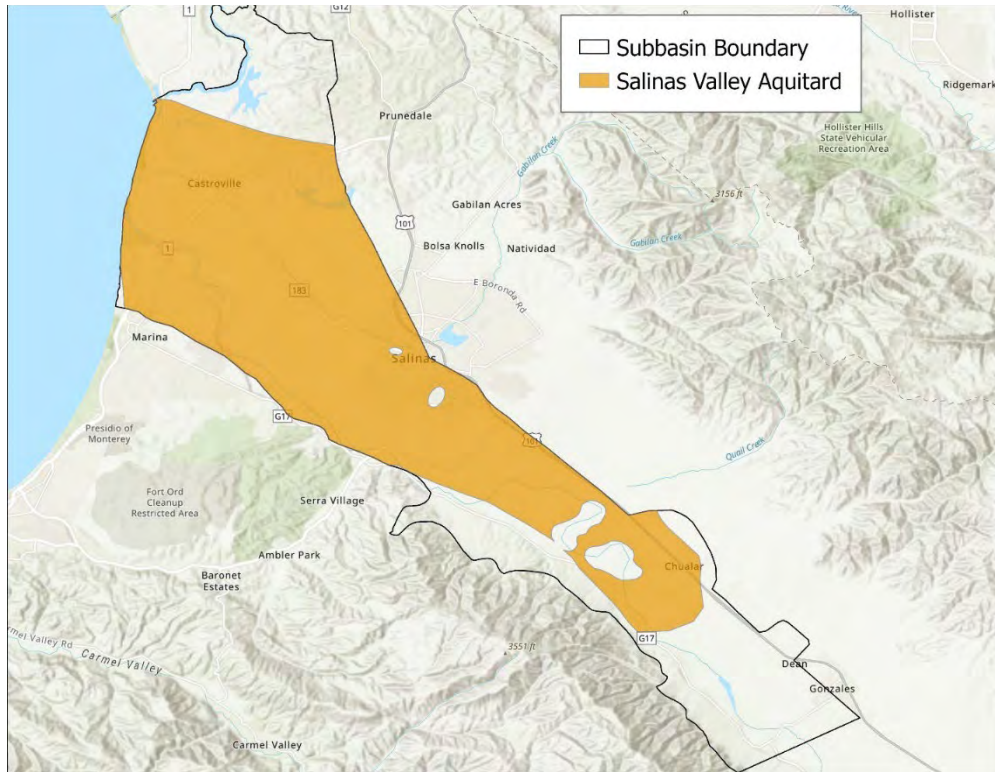 1
G12
Hollister
Ridgemark
Subbasin Boundary
Salinas Valley Aquitard
Prunedale
Hollister Hills
State Vehicular
Recreation Area
Gabilan Creek
3156 ft
Castroville
Gabilan Acres
101
Bolsa Knolls
Natividad
Gabilan Creek
1
E Boronda Rd
183
Marina
Salinas
G17
101
Presidio of
Monterey
Quail Creek
Fort Ord
Cleanup
Restricted Area
Serra Village
Ambler Park
Chualar
Baronet
Estates
G17
3551 ft
Carmel Valley
Dean
Gonzales
Carmel Valley